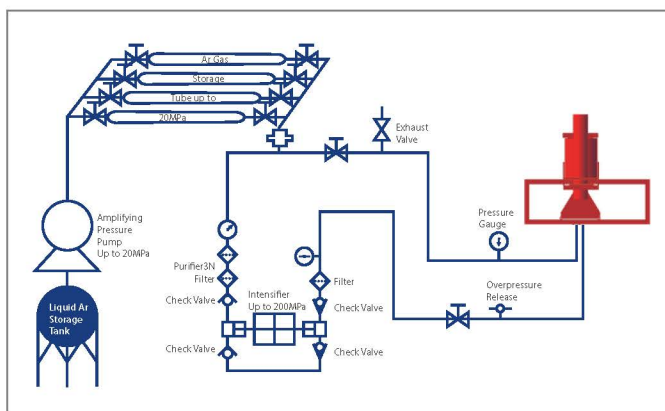 Ar Gas
Storage
Tube up to
20MPa
Exhaust
Valve
Amplifying
Pressure
Pump
Up to 20MPa
Pressure
Gauge
Purifier3N
Filter
Filter
Liquid Ar
Storage
Tank
Check Valve
Intensifier
Up to 200MPa
Check Valve
Overpressure
Release
Check Valve
Check Valve